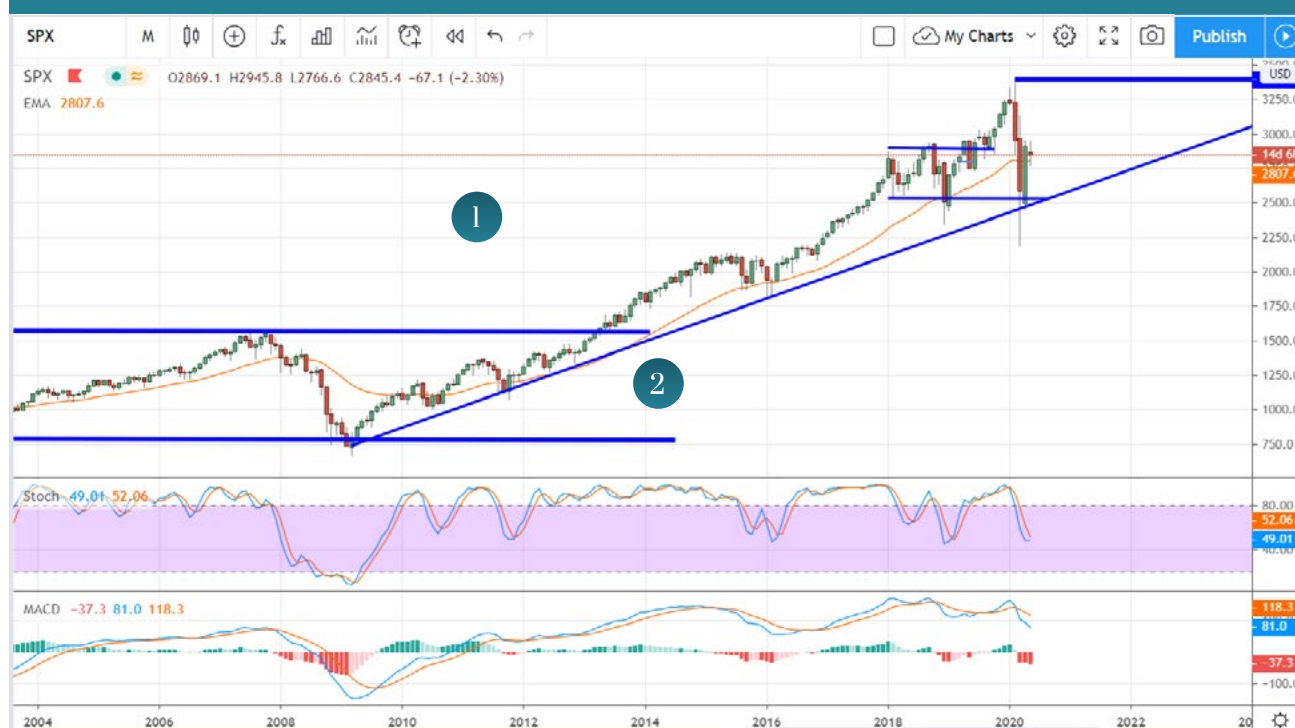 SPX M fx My Charts Publish
SPX O2869.1 H2945.8 L2766.6 C2845.4 −67.1 (−2.30%)
USD
EMA 2807.6
3250.0
3000.0
14d 6
2807.6
2500.0
2250.0
2000.0
1750.0
1500.0
1250.0
1000.0
750.0
1
2
Stoch 49.01 52.06
80.00
52.06
49.01
40.00
MACD −37.3 81.0 118.3
118.3
81.0
−37.3
−100.0
2004 2006 2008 2010 2012 2014 2016 2018 2020 2022 20